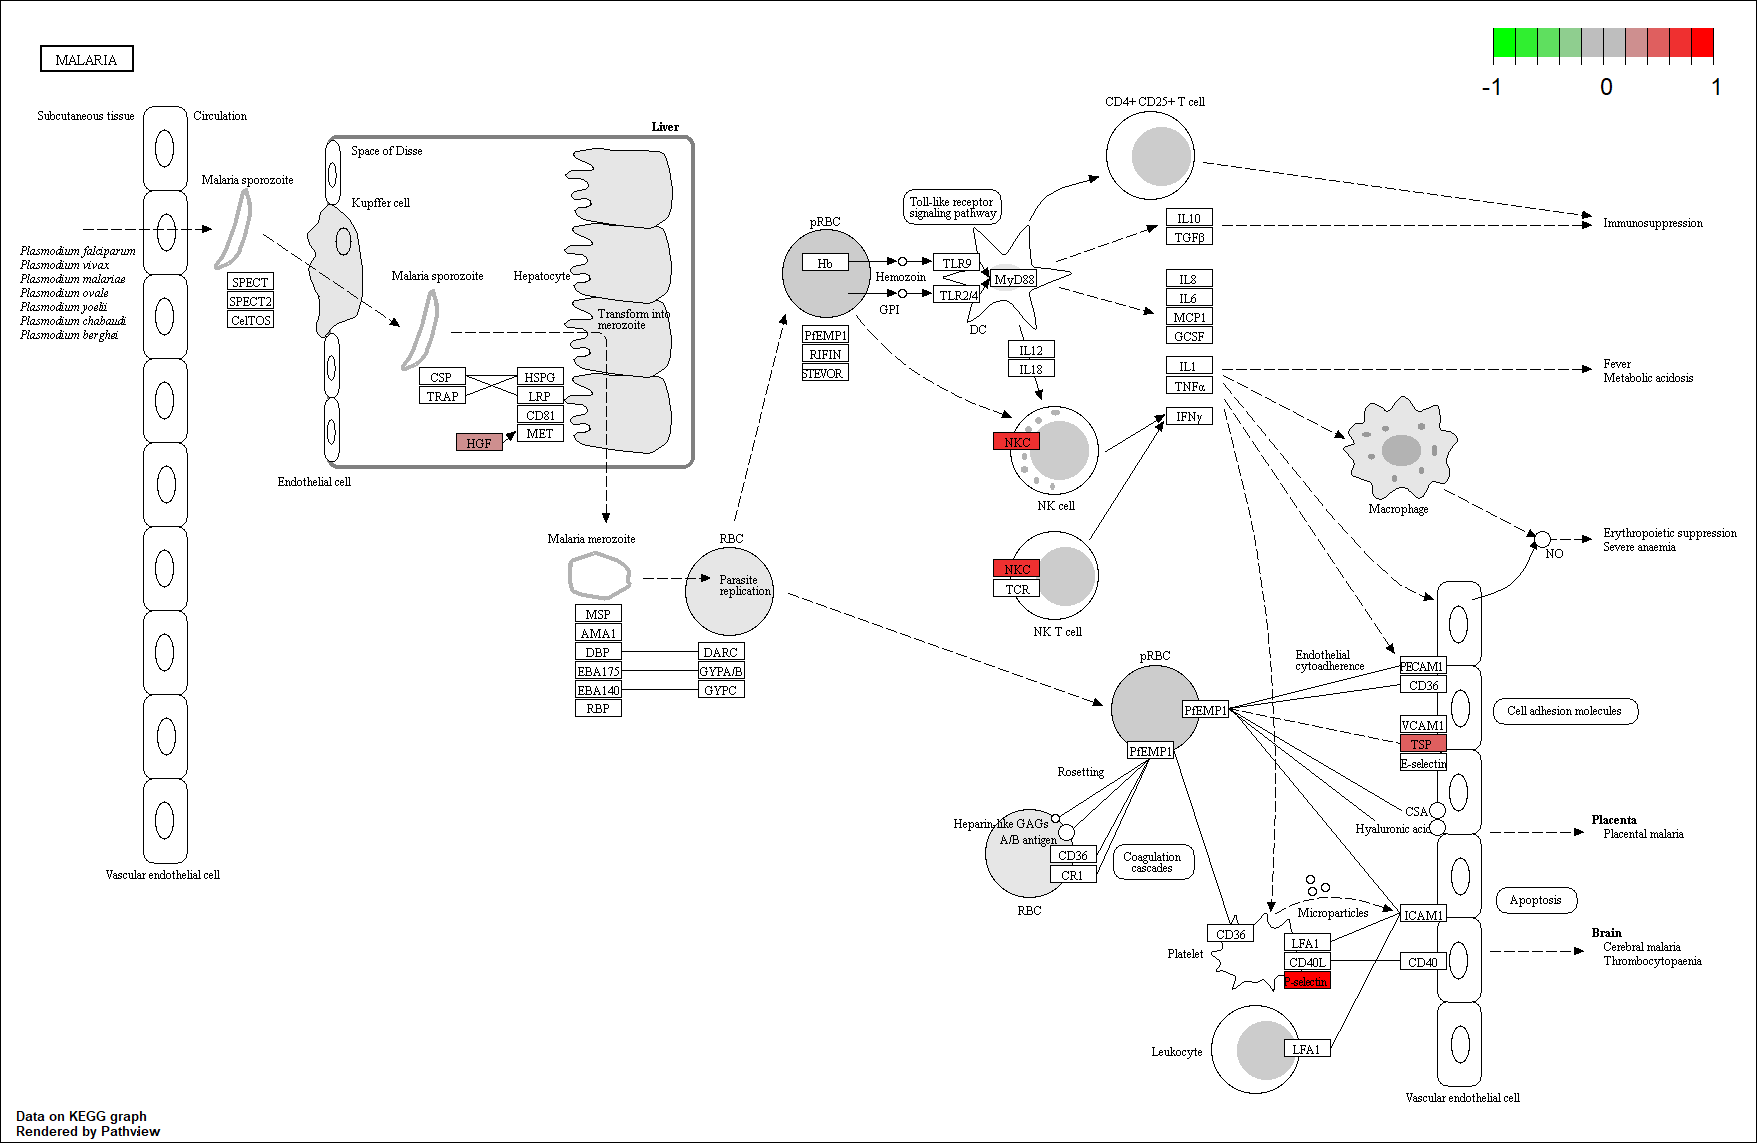 MALARIA
-1
0
1
Subcutaneous tissue
Circulation
Liver
Space of Disse
Malaria sporozoite
Kupffer cell
Plasmodium falciparum
Plasmodium vivax
Plasmodium malariae
Plasmodium ovale
Plasmodium yoelii
Plasmodium chabaudi
Plasmodium berghei
SPECT
SPECT2
CelTOS
Malaria sporozoite
Hepatocyte
Transform into
merozoite
CSP
TRAP
HSPG
LRP
CD81
MET
HGF
Endothelial cell
Vascular endothelial cell
Malaria merozoite
MSP
AMA1
DBP
EBA175
EBA140
RBP
RBC
Parasite
replication
DARC
GYPA/B
GYPC
pRBC
Hb
PfEMP1
RIFIN
STEVOR
Hemozoin
GPI
Toll-like receptor
signaling pathway
TLR9
TLR2/4
MyD88
DC
IL12
IL18
CD4+ CD25+ T cell
IL10
TGFβ
IL8
IL6
MCP1
GCSF
IL1
TNFα
IFNγ
NKC
NK cell
NKC
TCR
NK T cell
Immunosuppression
Fever
Metabolic acidosis
Macrophage
NO
Erythropoietic suppression
Severe anaemia
pRBC
PfEMP1
PfEMP1
Endothelial
cytoadherence
PECAM1
CD36
VCAM1
TSP
E-selectin
Cell adhesion molecules
Rosetting
Heparin-like GAGs
A/B antigen
CD36
CR1
RBC
Coagulation
cascades
CSA
Hyaluronic acid
Placenta
Placental malaria
Apoptosis
Microparticles
ICAM1
CD36
Platelet
LFA1
CD40L
P-selectin
CD40
Brain
Cerebral malaria
Thrombocytopaenia
Leukocyte
LFA1
Vascular endothelial cell
Data on KEGG graph
Rendered by Pathview